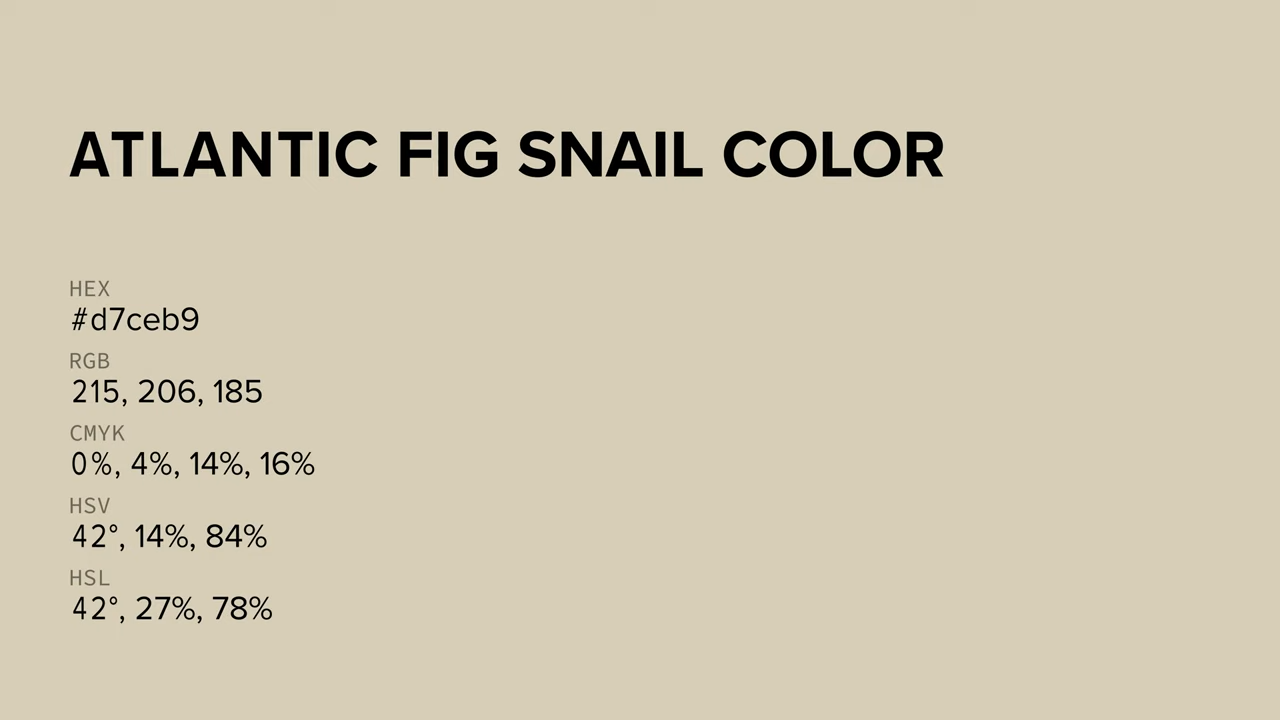 ATLANTIC FIG SNAIL COLOR
HEX
#d7ceb9
RGB
215, 206, 185
CMYK
0%, 4%, 14%, 16%
HSV
42°, 14%, 84%
HSL
42°, 27%, 78%